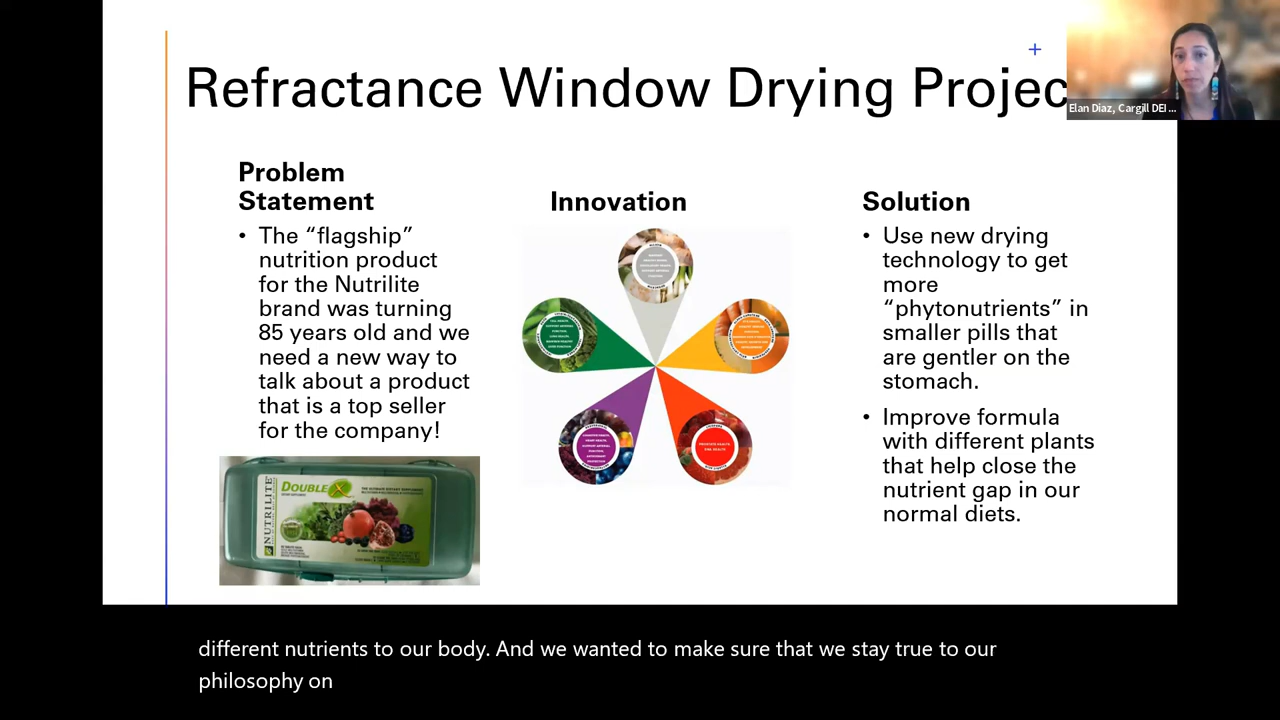 Refractance Window Drying Projec
Elan Diaz, Cargill DEI ...
Problem
Statement
• The “flagship”
nutrition product
for the Nutrilite
brand was turning
85 years old and we
need a new way to
talk about a product
that is a top seller
for the company!
NUTRILITE
DOUBLE X
Innovation
Solution
• Use new drying
technology to get
more
“phytonutrients” in
smaller pills that
are gentler on the
stomach.
• Improve formula
with different plants
that help close the
nutrient gap in our
normal diets.
different nutrients to our body. And we wanted to make sure that we stay true to our
philosophy on